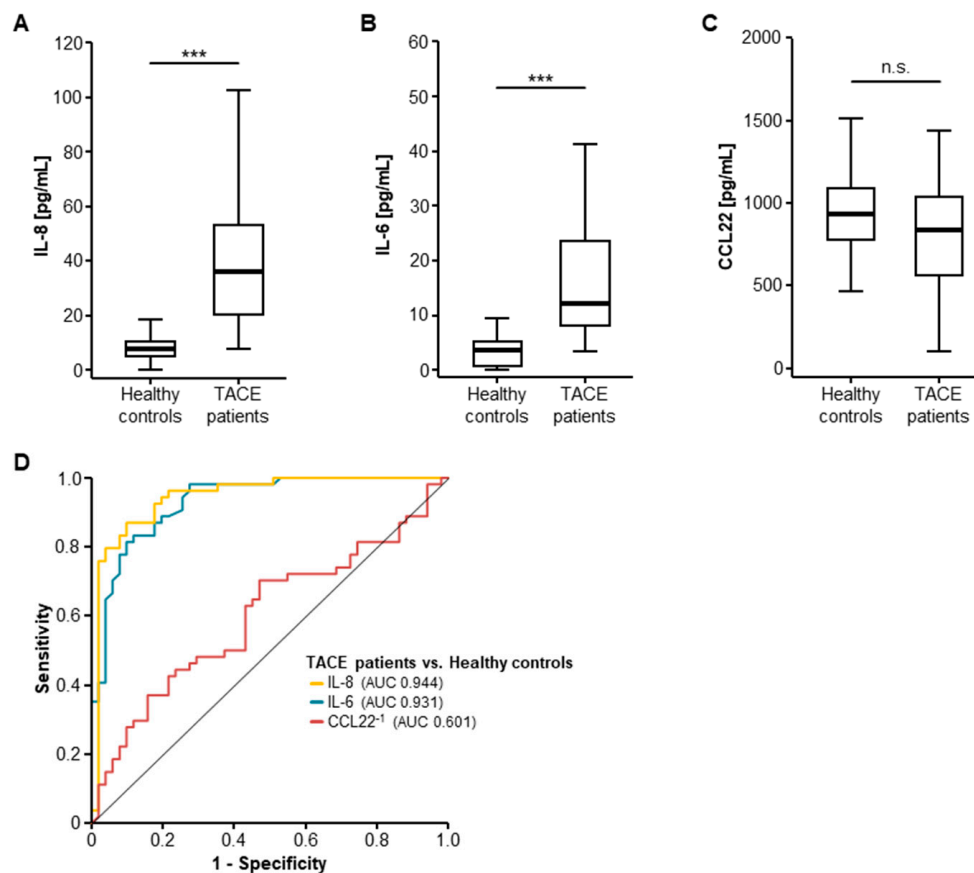 A
IL-8 [pg/mL]
120
100
80
60
40
20
0
***
Healthy
controls
TACE
patients
B
IL-6 [pg/mL]
60
50
40
30
20
10
0
***
Healthy
controls
TACE
patients
C
CCL22 [pg/mL]
2000
1500
1000
500
0
n.s.
Healthy
controls
TACE
patients
D
Sensitivity
1.0
0.8
0.6
0.4
0.2
0
TACE patients vs. Healthy controls
IL-8 (AUC 0.944)
IL-6 (AUC 0.931)
CCL22⁻¹ (AUC 0.601)
0 0.2 0.4 0.6 0.8 1.0
1 - Specificity